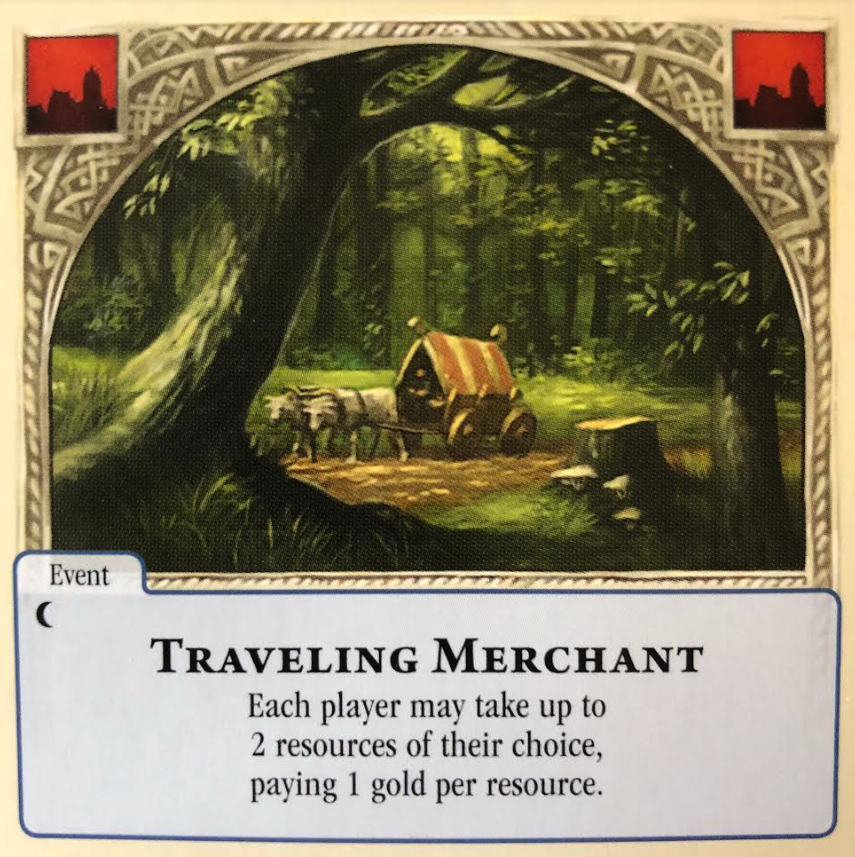 Event
TRAVELING MERCHANT
Each player may take up to
2 resources of their choice,
paying 1 gold per resource.